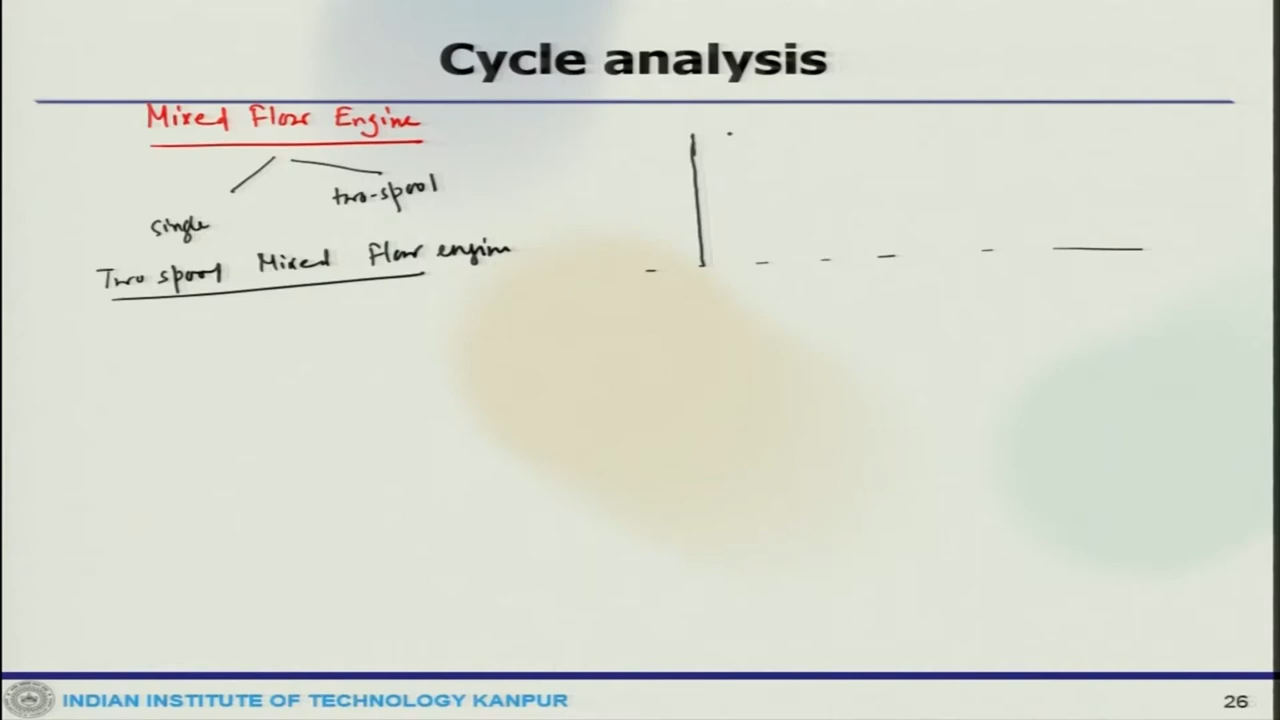 Cycle analysis
Mixed Flow Engine
single
two-spool
Two spool Mixed Flow engine
INDIAN INSTITUTE OF TECHNOLOGY KANPUR
26